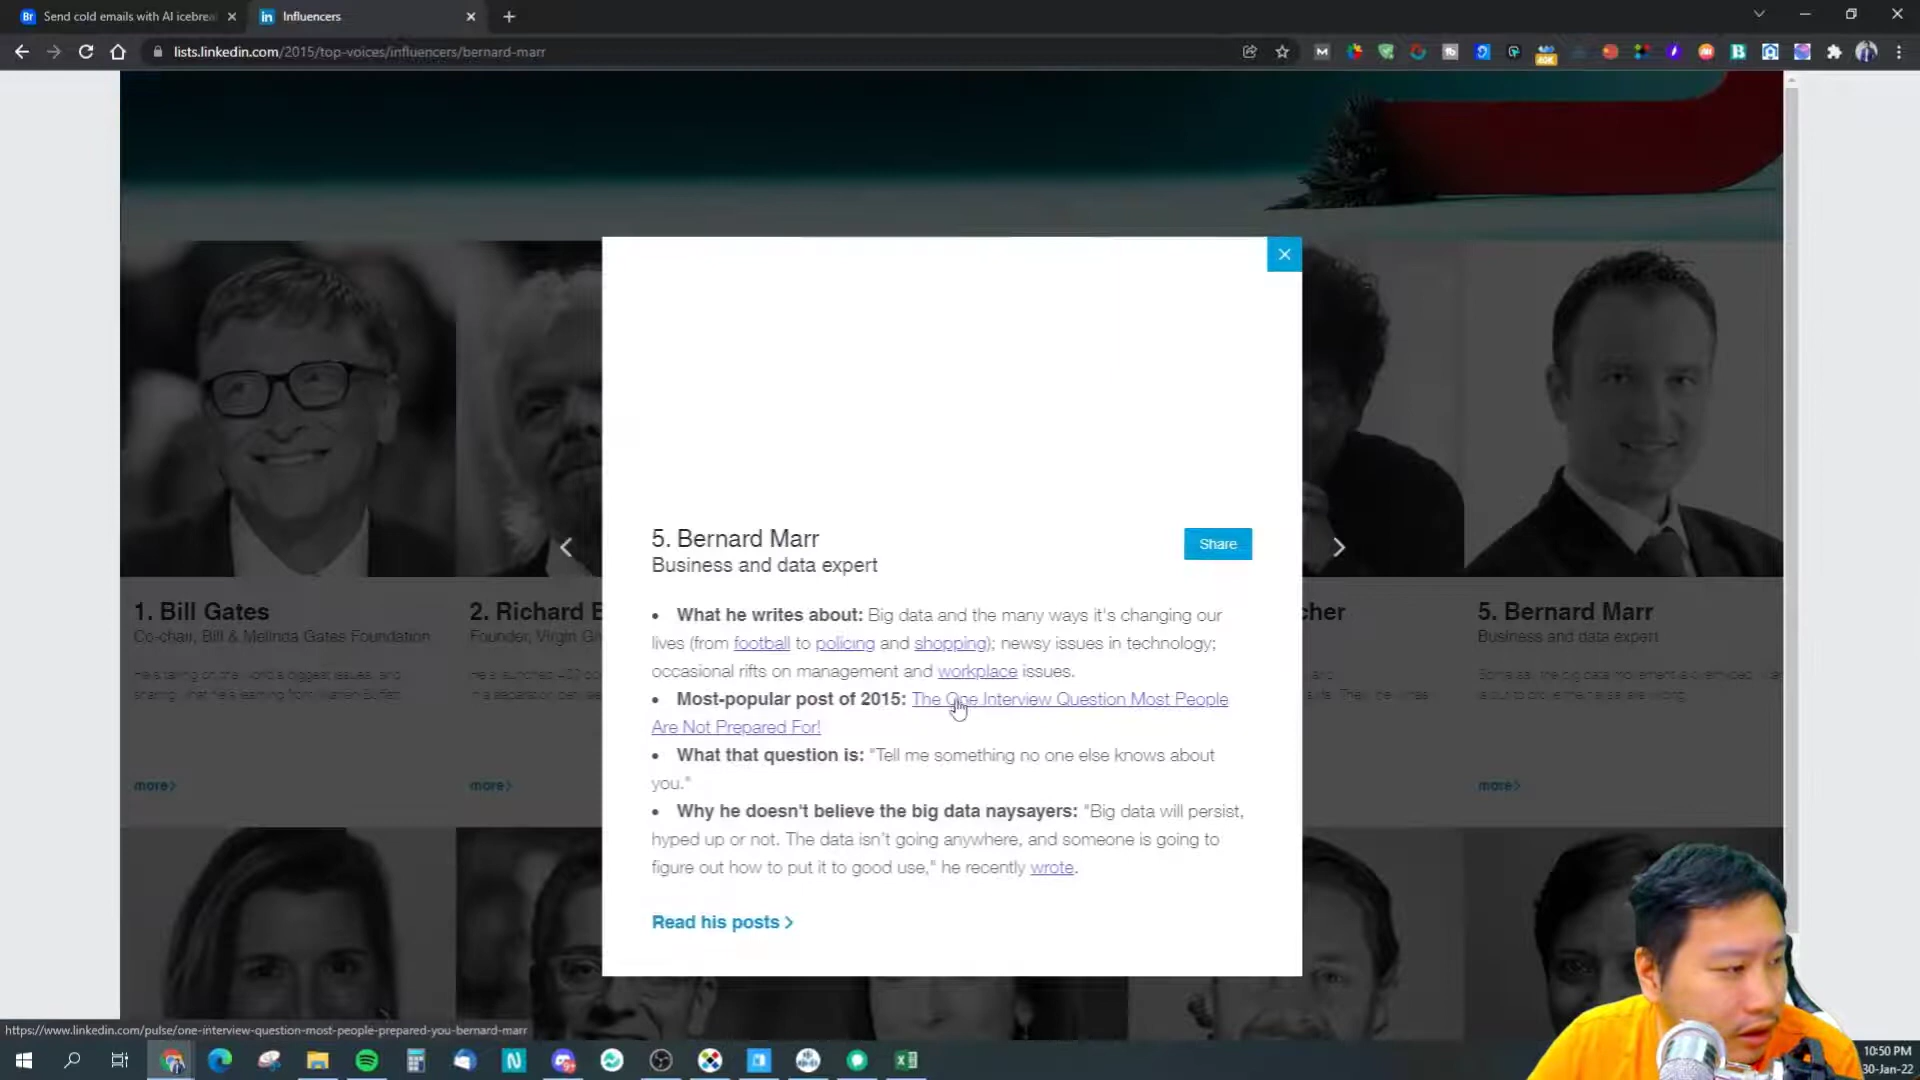 Send cold emails with AI icebrea
Influencers
lists.linkedin.com/2015/top-voices/influencers/bernard-marr
5. Bernard Marr
Business and data expert
Share
• What he writes about: Big data and the many ways it's changing our
lives (from football to policing and shopping); newsy issues in technology;
occasional rifts on management and workplace issues.
• Most-popular post of 2015: The One Interview Question Most People
Are Not Prepared For!
• What that question is: "Tell me something no one else knows about
you."
• Why he doesn't believe the big data naysayers: "Big data will persist,
hyped up or not. The data isn't going anywhere, and someone is going to
figure out how to put it to good use," he recently wrote.
Read his posts >
1. Bill Gates
Co-chair, Bill & Melinda Gates Foundation
more>
2. Richard B
Founder, Virgin Gr
more>
cher
5. Bernard Marr
Business and data expert
more>
https://www.linkedin.com/pulse/one-interview-question-most-people-prepared-you-bernard-marr
10:50 PM
30-Jan-22